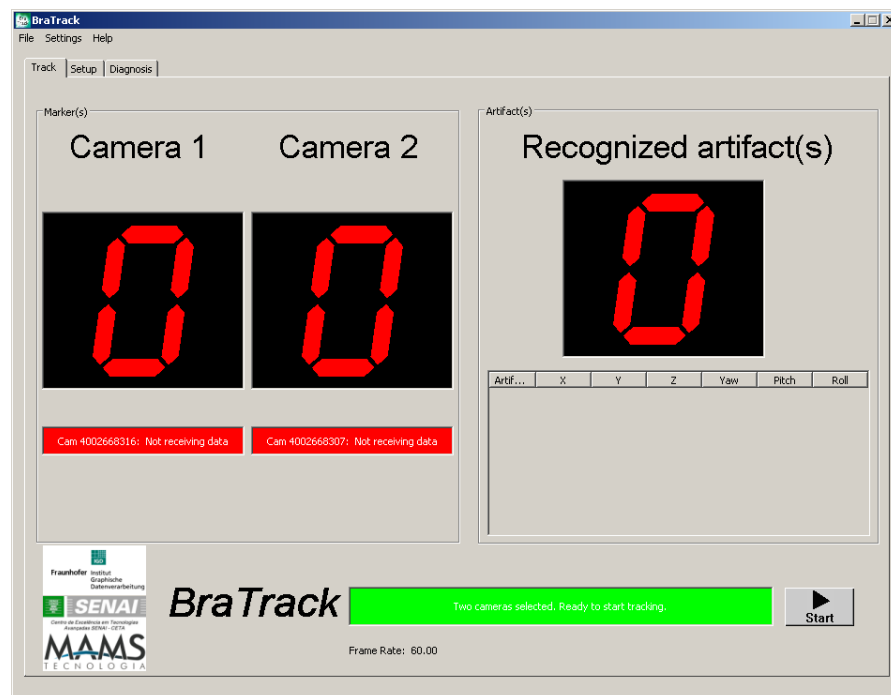 BraTrack
File Settings Help
Track Setup Diagnosis
Marker(s)
Camera 1 Camera 2
0 0
Cam 4002668316: Not receiving data Cam 4002668307: Not receiving data
Artifact(s)
Recognized artifact(s)
0
Artif... X Y Z Yaw Pitch Roll
IGD
Fraunhofer Institut
Graphische
Datenverarbeitung
SENAI
Centro de Excelência em Tecnologias
Avançadas SENAI - CETA
MAMS
TECNOLOGIA
BraTrack
Two cameras selected. Ready to start tracking.
Start
Frame Rate: 60.00